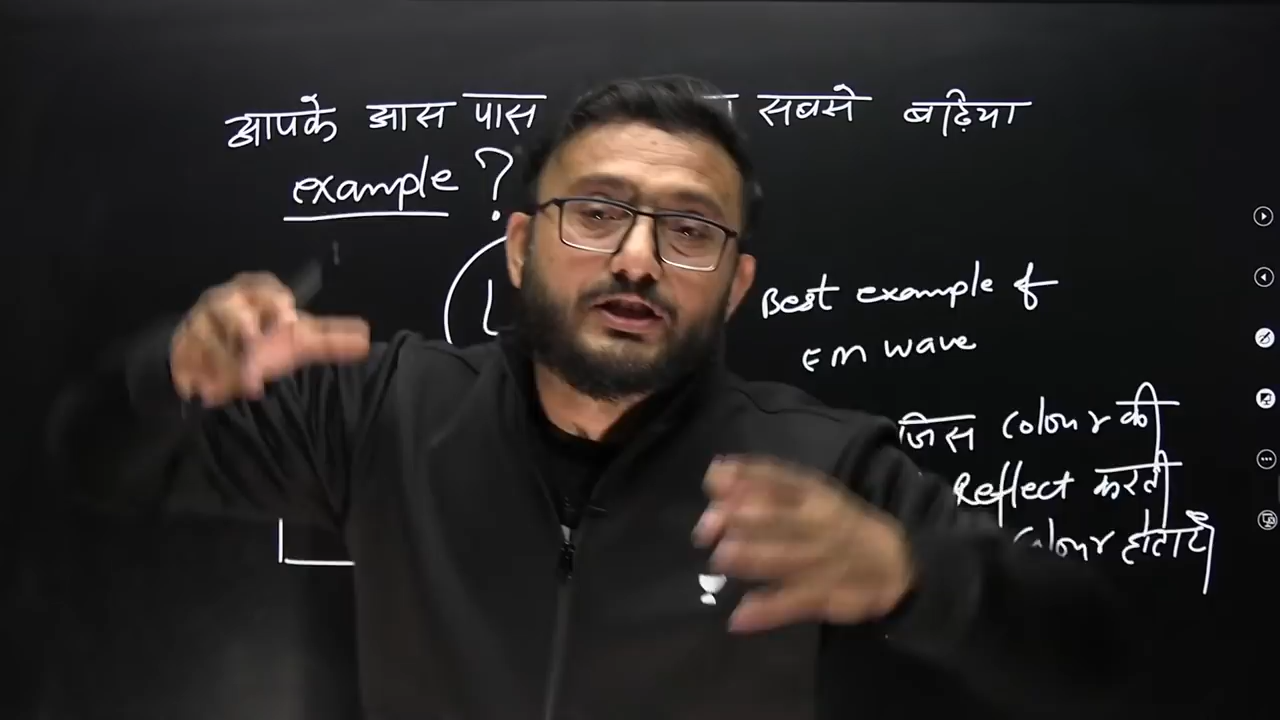 आपके आस पास सबसे बढ़िया
example ?
Best example of
EM wave
जिस colour की
Reflect करती
colour होता है